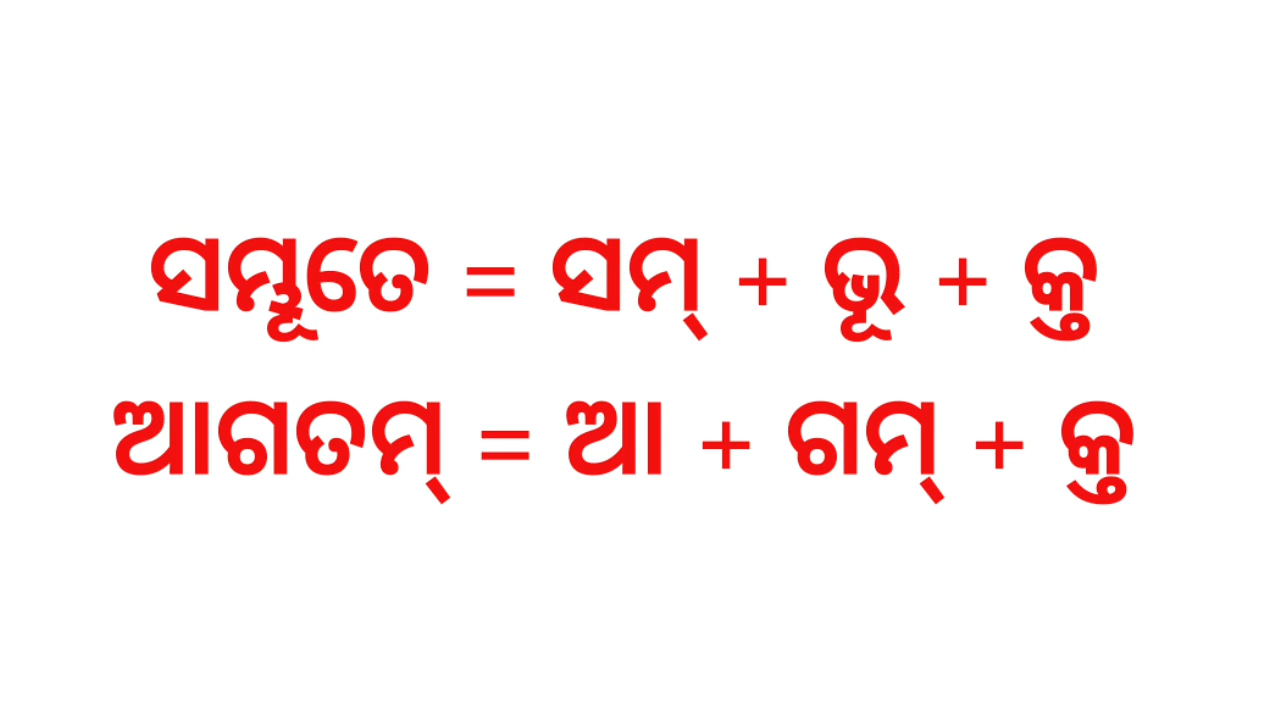 ସମ୍ଭୂତେ = ସମ୍ + ଭୂ + କ୍ତ
ଆଗତମ୍ = ଆ + ଗମ୍ + କ୍ତ